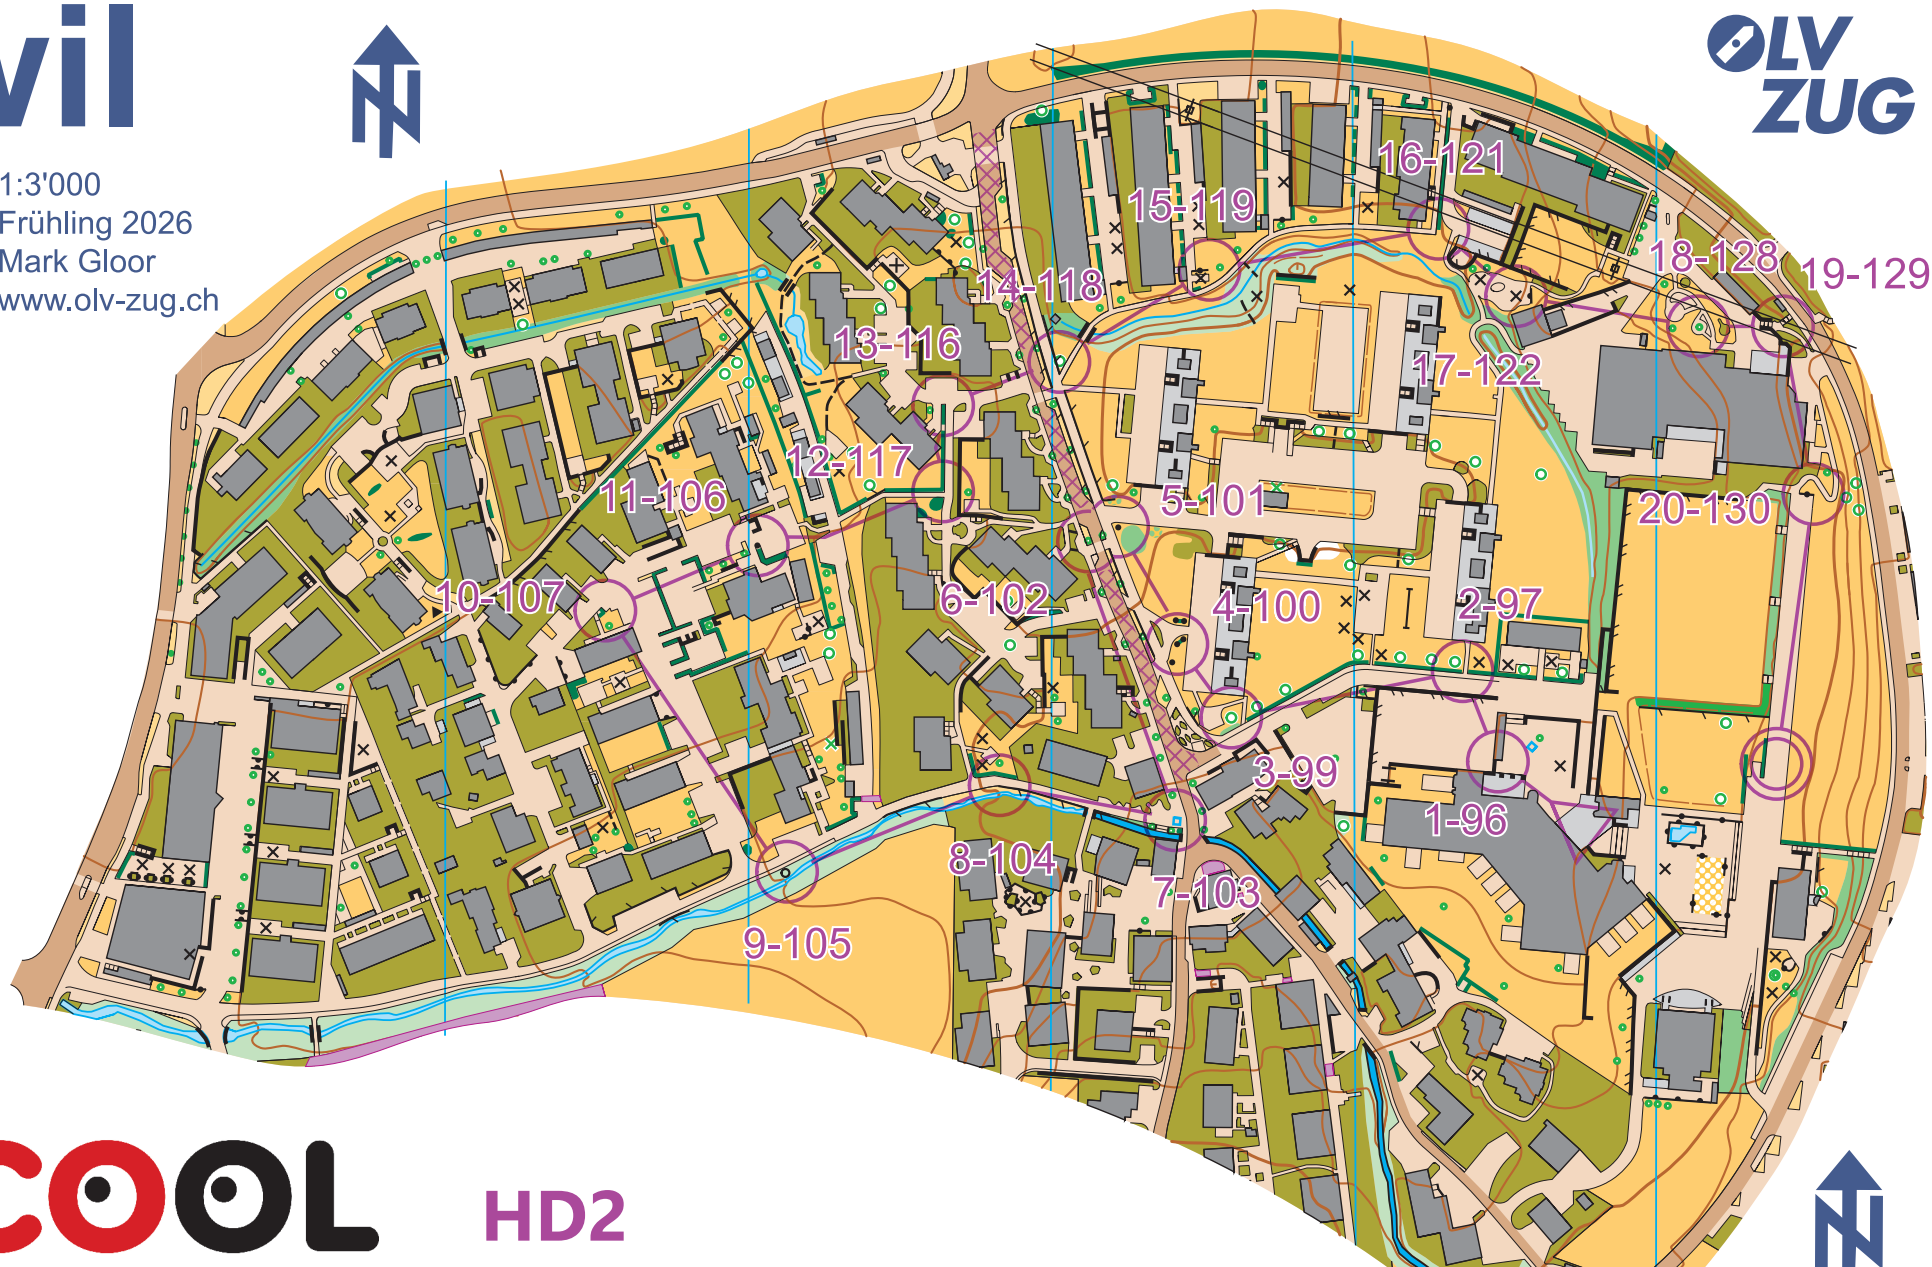 vil
1:3'000
Frühling 2026
Mark Gloor
www.olv-zug.ch
N
OLV
ZUG
16-121
15-119
18-128
19-129
14-118
13-116
17-122
12-117
11-106
5-101
20-130
10-107
6-102
4-100
2-97
3-99
1-96
8-104
7-103
9-105
COOL
HD2
N